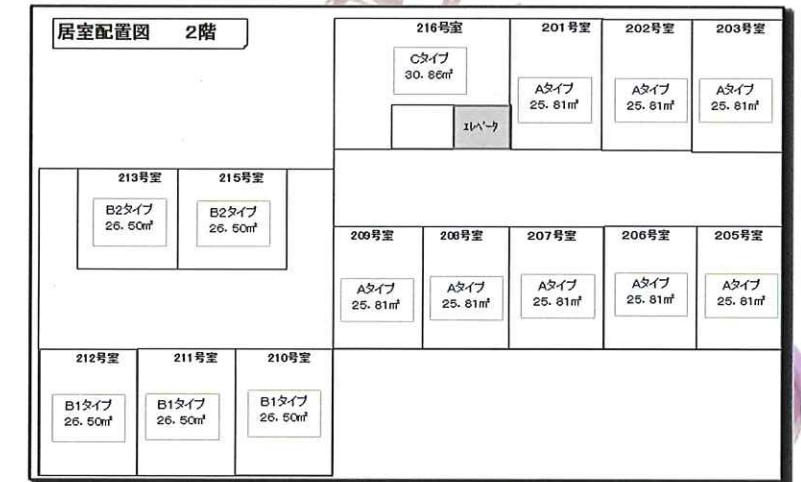 居室配置図 2階
216号室
Cタイプ
30.86㎡
エレベータ
201号室
Aタイプ
25.81㎡
202号室
Aタイプ
25.81㎡
203号室
Aタイプ
25.81㎡
213号室
B2タイプ
26.50㎡
215号室
B2タイプ
26.50㎡
209号室
Aタイプ
25.81㎡
208号室
Aタイプ
25.81㎡
207号室
Aタイプ
25.81㎡
206号室
Aタイプ
25.81㎡
205号室
Aタイプ
25.81㎡
212号室
B1タイプ
26.50㎡
211号室
B1タイプ
26.50㎡
210号室
B1タイプ
26.50㎡